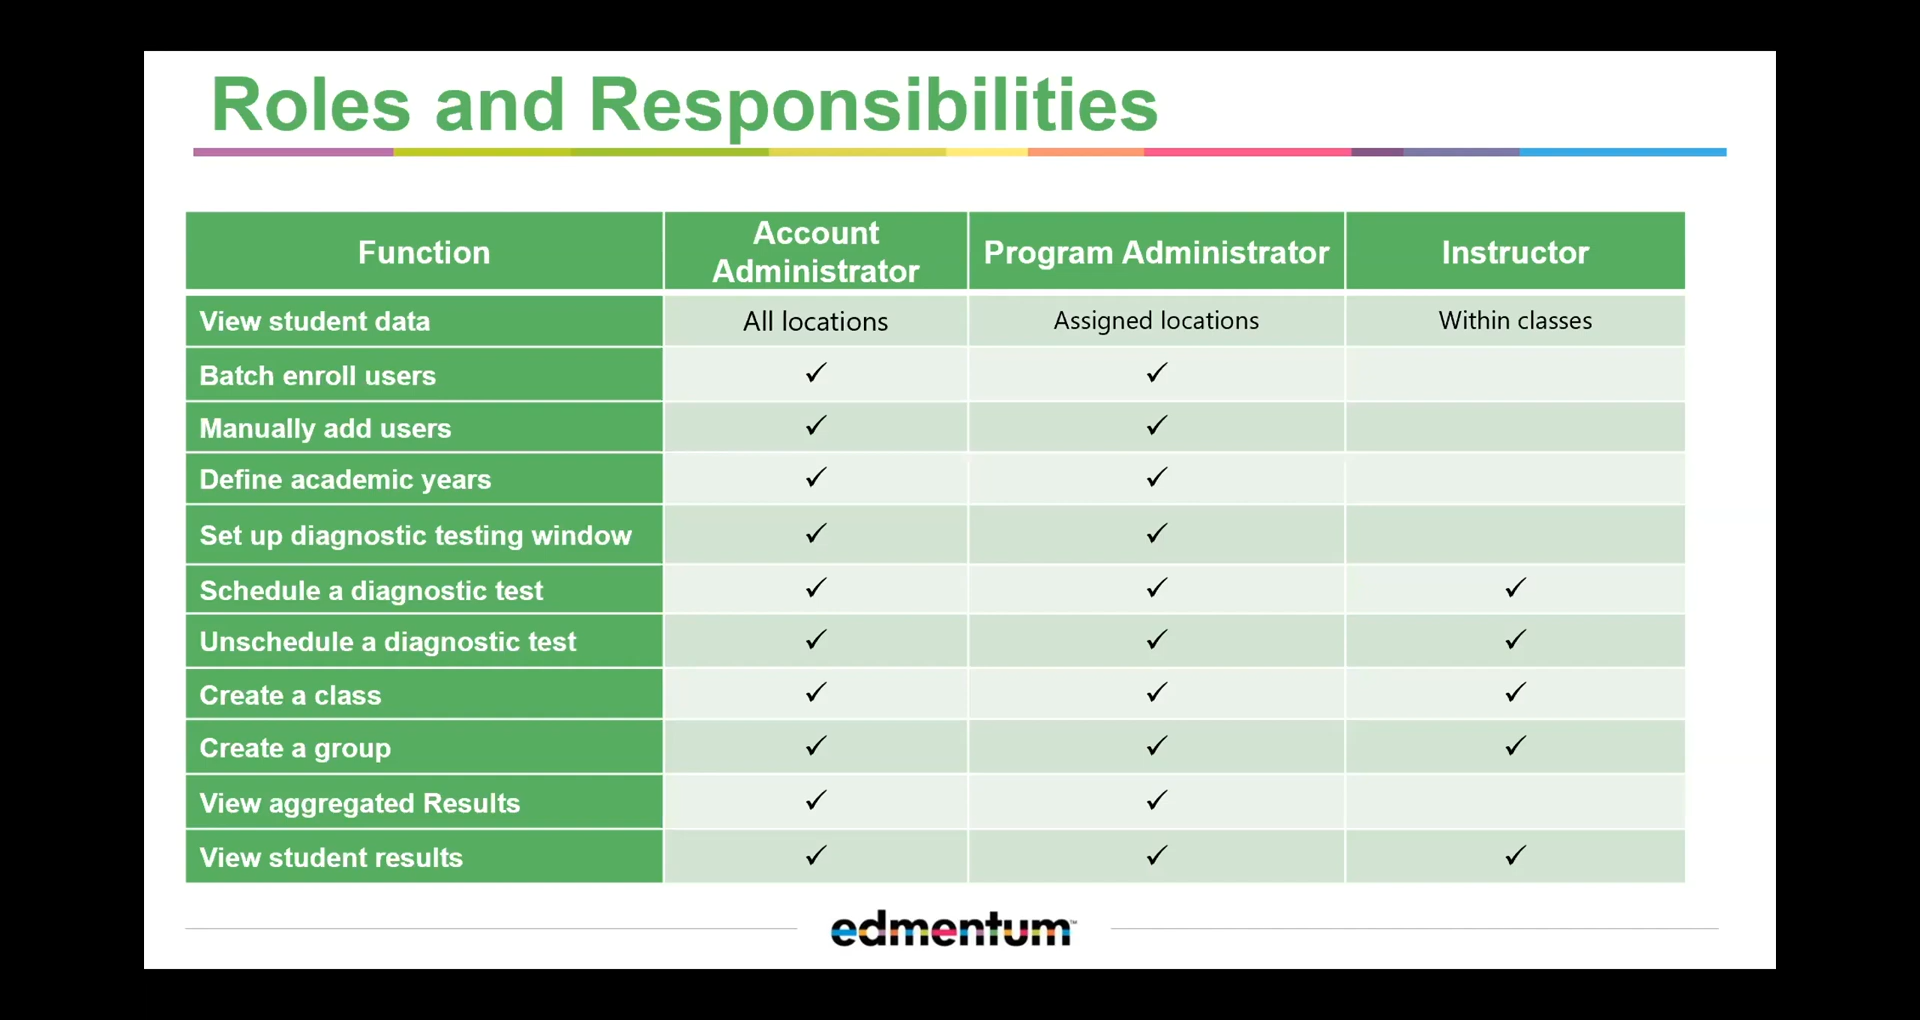 Roles and Responsibilities
Function
Account
Administrator
Program Administrator
Instructor
View student data
All locations
Assigned locations
Within classes
Batch enroll users
✓
✓
Manually add users
✓
✓
Define academic years
✓
✓
Set up diagnostic testing window
✓
✓
Schedule a diagnostic test
✓
✓
✓
Unschedule a diagnostic test
✓
✓
✓
Create a class
✓
✓
✓
Create a group
✓
✓
✓
View aggregated Results
✓
✓
View student results
✓
✓
✓
edmentum™